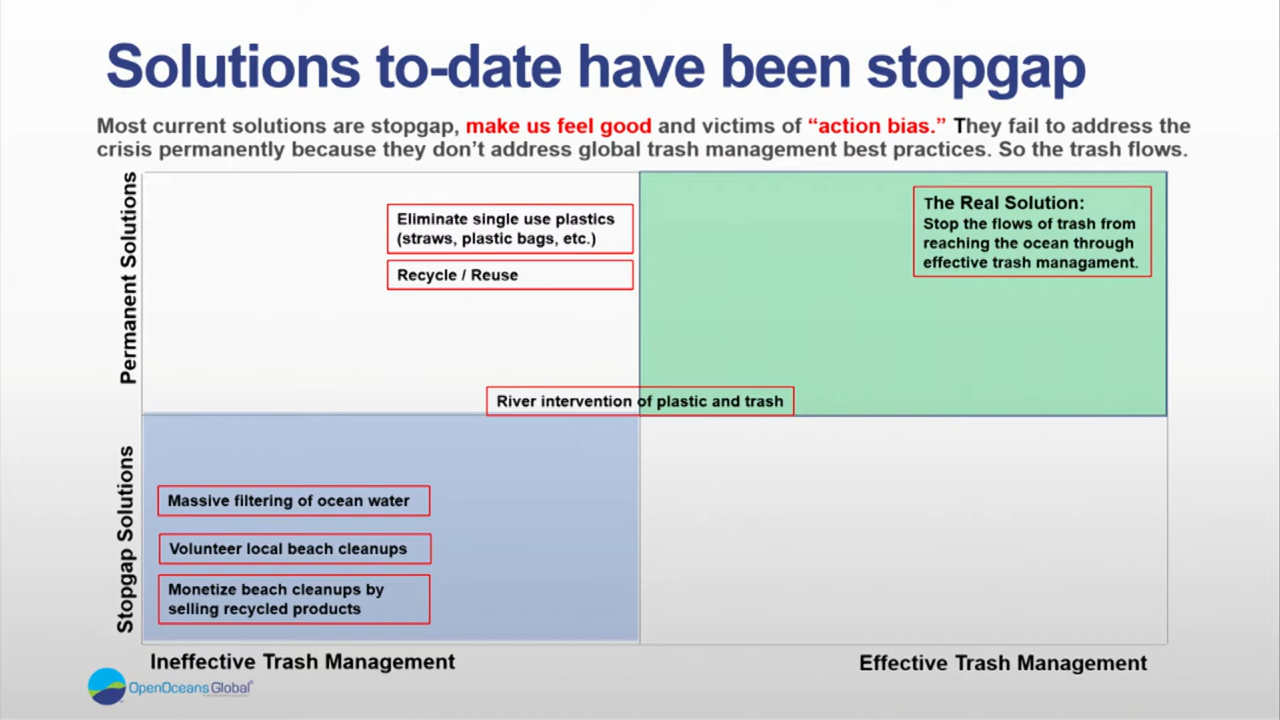 Solutions to-date have been stopgap
Most current solutions are stopgap, make us feel good and victims of “action bias.” They fail to address the
crisis permanently because they don’t address global trash management best practices. So the trash flows.
Permanent Solutions
Eliminate single use plastics
(straws, plastic bags, etc.)
Recycle / Reuse
The Real Solution:
Stop the flows of trash from
reaching the ocean through
effective trash managament.
River intervention of plastic and trash
Stopgap Solutions
Massive filtering of ocean water
Volunteer local beach cleanups
Monetize beach cleanups by
selling recycled products
Ineffective Trash Management
Effective Trash Management
OpenOceansGlobal